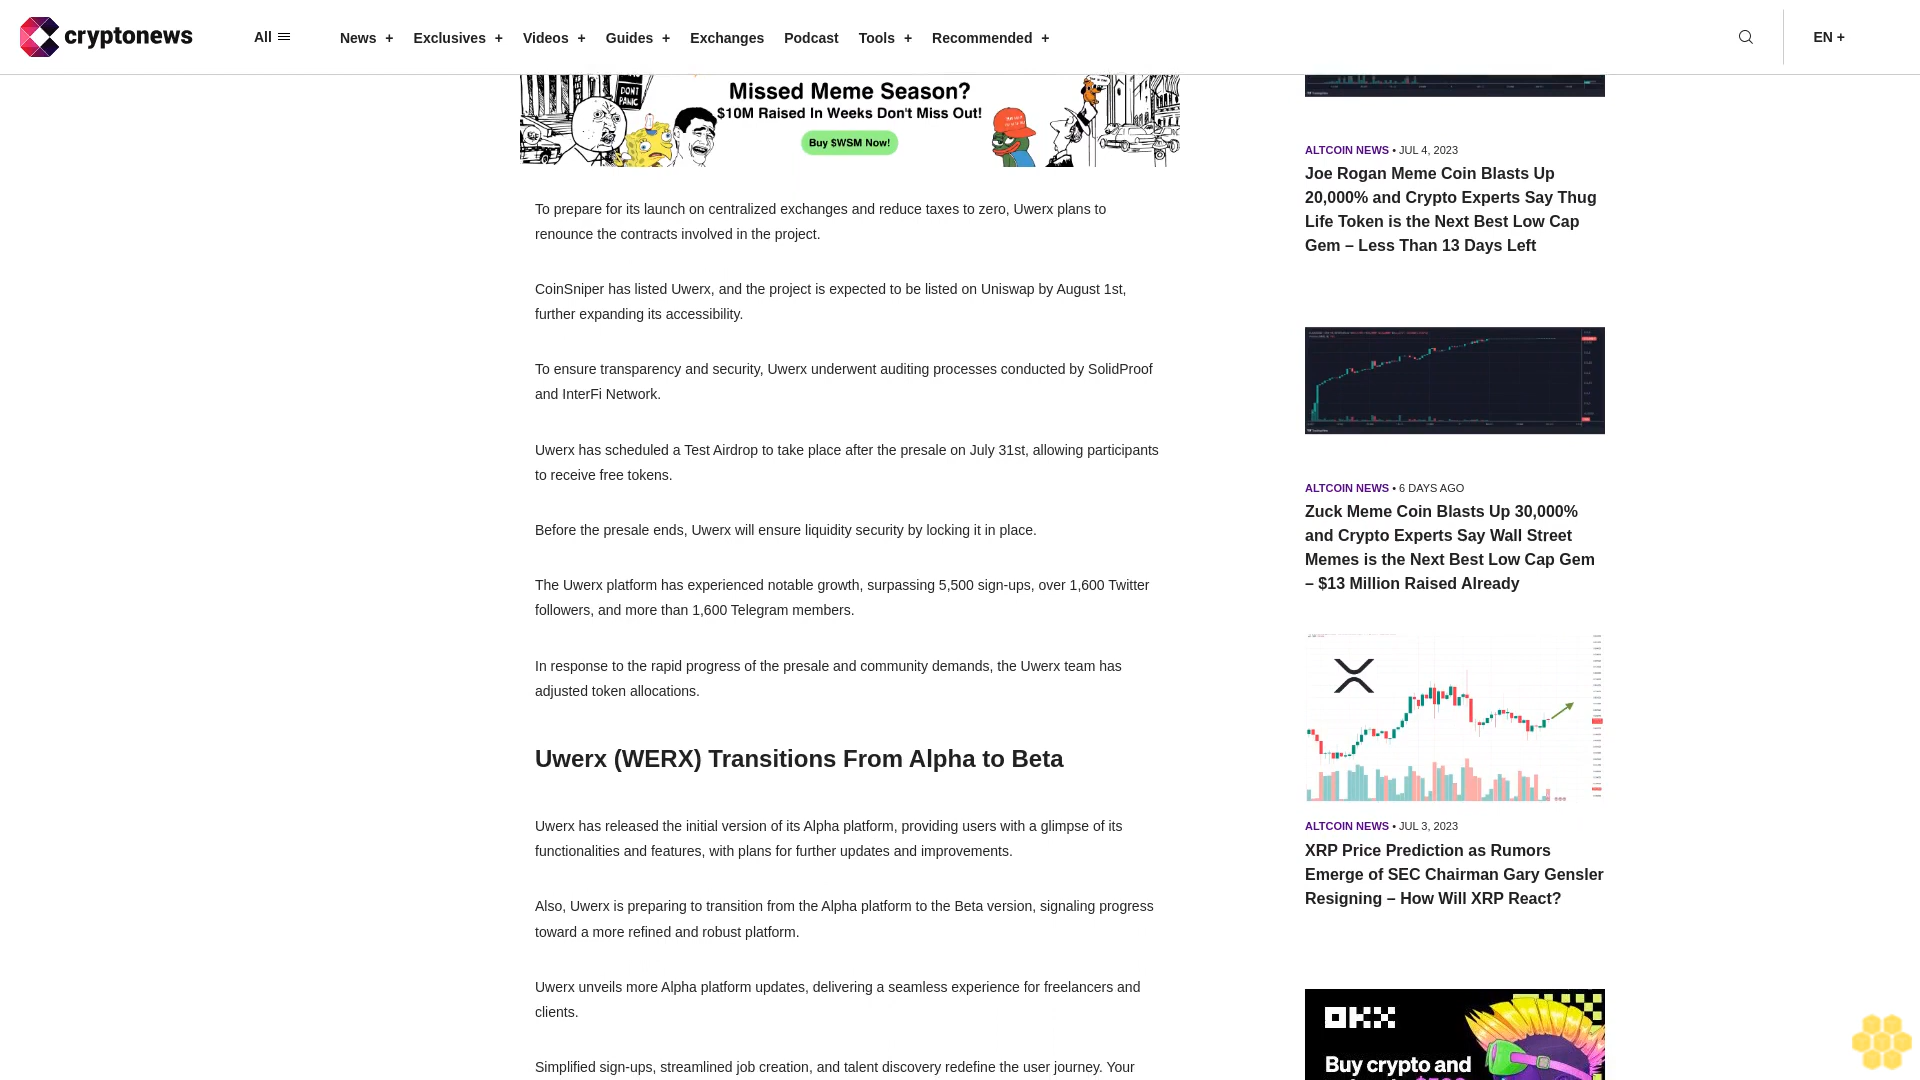 cryptonews
All
News +
Exclusives +
Videos +
Guides +
Exchanges
Podcast
Tools +
Recommended +
EN +
DONT
PANIC
Missed Meme Season?
$10M Raised In Weeks Don't Miss Out!
Buy $WSM Now!
To prepare for its launch on centralized exchanges and reduce taxes to zero, Uwerx plans to
renounce the contracts involved in the project.
CoinSniper has listed Uwerx, and the project is expected to be listed on Uniswap by August 1st,
further expanding its accessibility.
To ensure transparency and security, Uwerx underwent auditing processes conducted by SolidProof
and InterFi Network.
Uwerx has scheduled a Test Airdrop to take place after the presale on July 31st, allowing participants
to receive free tokens.
Before the presale ends, Uwerx will ensure liquidity security by locking it in place.
The Uwerx platform has experienced notable growth, surpassing 5,500 sign-ups, over 1,600 Twitter
followers, and more than 1,600 Telegram members.
In response to the rapid progress of the presale and community demands, the Uwerx team has
adjusted token allocations.
Uwerx (WERX) Transitions From Alpha to Beta
Uwerx has released the initial version of its Alpha platform, providing users with a glimpse of its
functionalities and features, with plans for further updates and improvements.
Also, Uwerx is preparing to transition from the Alpha platform to the Beta version, signaling progress
toward a more refined and robust platform.
Uwerx unveils more Alpha platform updates, delivering a seamless experience for freelancers and
clients.
Simplified sign-ups, streamlined job creation, and talent discovery redefine the user journey. Your
ALTCOIN NEWS • JUL 4, 2023
Joe Rogan Meme Coin Blasts Up
20,000% and Crypto Experts Say Thug
Life Token is the Next Best Low Cap
Gem – Less Than 13 Days Left
ALTCOIN NEWS • 6 DAYS AGO
Zuck Meme Coin Blasts Up 30,000%
and Crypto Experts Say Wall Street
Memes is the Next Best Low Cap Gem
– $13 Million Raised Already
ALTCOIN NEWS • JUL 3, 2023
XRP Price Prediction as Rumors
Emerge of SEC Chairman Gary Gensler
Resigning – How Will XRP React?
OKX
Buy crypto and